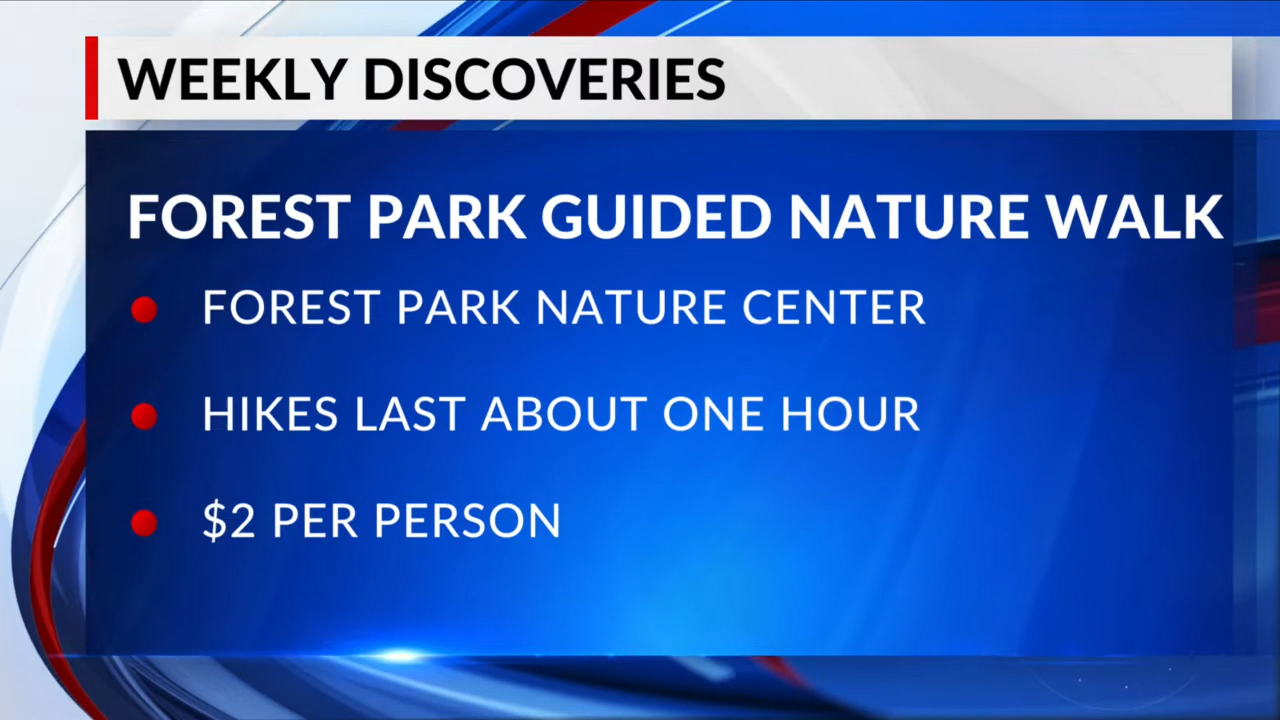 WEEKLY DISCOVERIES
FOREST PARK GUIDED NATURE WALK
FOREST PARK NATURE CENTER
HIKES LAST ABOUT ONE HOUR
$2 PER PERSON